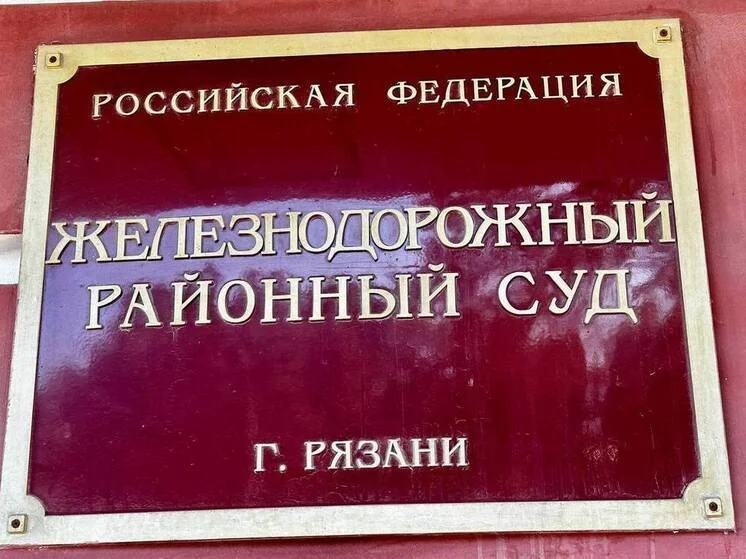 РОССИЙСКАЯ ФЕДЕРАЦИЯ
ЖЕЛЕЗНОДОРОЖНЫЙ
РАЙОННЫЙ СУД
Г. РЯЗАНИ